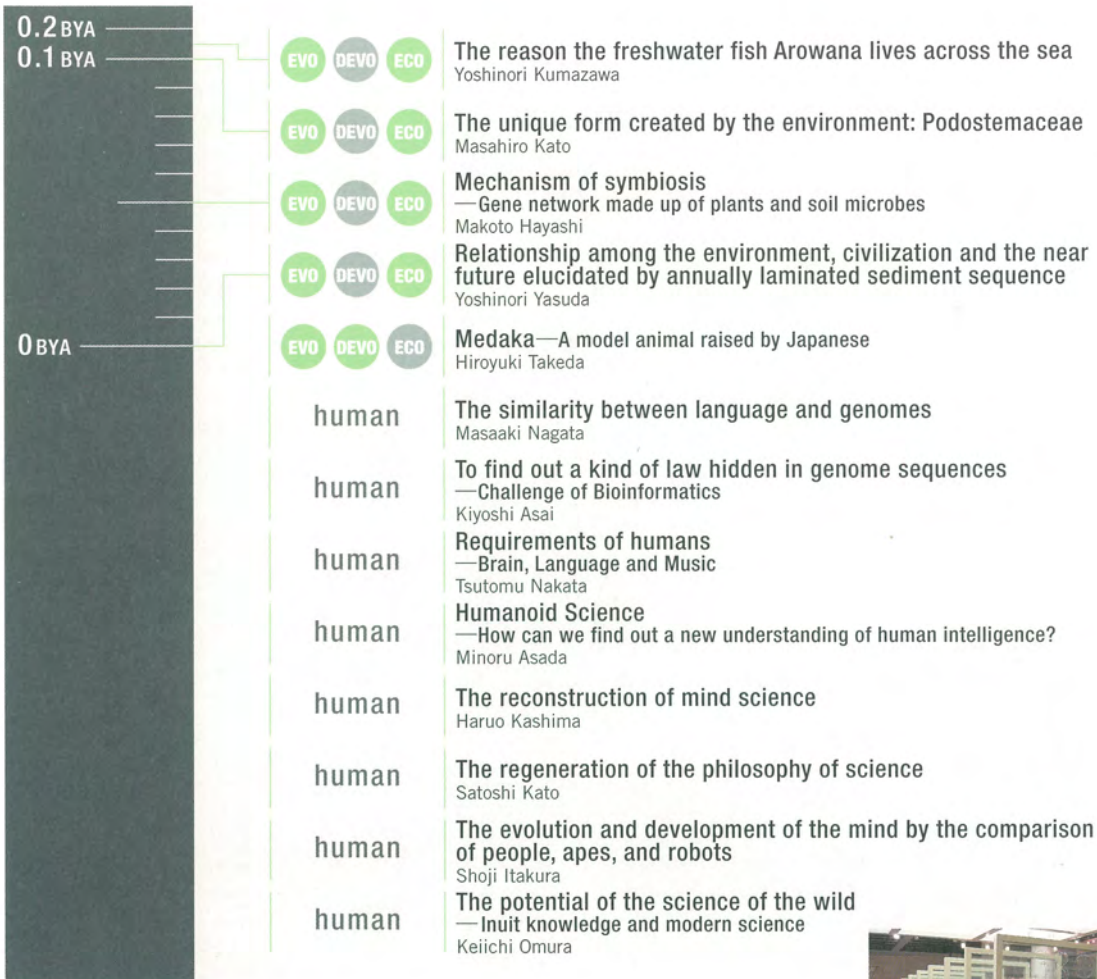 0.2 BYA
0.1 BYA
EVO DEVO ECO
The reason the freshwater fish Arowana lives across the sea
Yoshinori Kumazawa
EVO DEVO ECO
The unique form created by the environment: Podostemaceae
Masahiro Kato
EVO DEVO ECO
Mechanism of symbiosis
—Gene network made up of plants and soil microbes
Makoto Hayashi
EVO DEVO ECO
Relationship among the environment, civilization and the near
future elucidated by annually laminated sediment sequence
Yoshinori Yasuda
0 BYA
EVO DEVO ECO
Medaka—A model animal raised by Japanese
Hiroyuki Takeda
human
The similarity between language and genomes
Masaaki Nagata
human
To find out a kind of law hidden in genome sequences
—Challenge of Bioinformatics
Kiyoshi Asai
human
Requirements of humans
—Brain, Language and Music
Tsutomu Nakata
human
Humanoid Science
—How can we find out a new understanding of human intelligence?
Minoru Asada
human
The reconstruction of mind science
Haruo Kashima
human
The regeneration of the philosophy of science
Satoshi Kato
human
The evolution and development of the mind by the comparison
of people, apes, and robots
Shoji Itakura
human
The potential of the science of the wild
—Inuit knowledge and modern science
Keiichi Omura